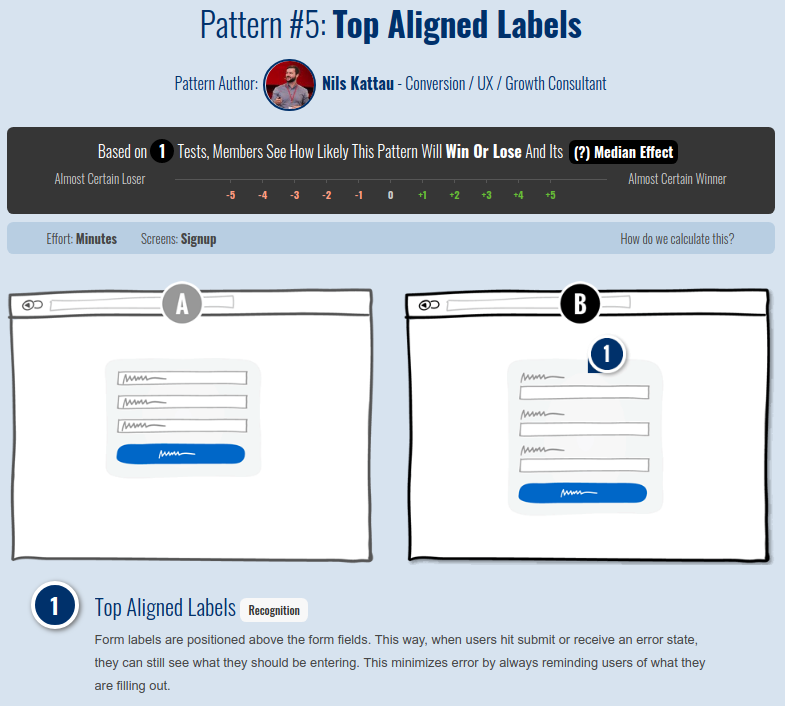 Pattern #5: Top Aligned Labels
Pattern Author: Nils Kattau - Conversion / UX / Growth Consultant
Based on 1 Tests, Members See How Likely This Pattern Will Win Or Lose And Its (?) Median Effect
Almost Certain Loser
Almost Certain Winner
-5 -4 -3 -2 -1 0 +1 +2 +3 +4 +5
Effort: Minutes Screens: Signup How do we calculate this?
A
B
1
1
Top Aligned Labels Recognition
Form labels are positioned above the form fields. This way, when users hit submit or receive an error state,
they can still see what they should be entering. This minimizes error by always reminding users of what they
are filling out.